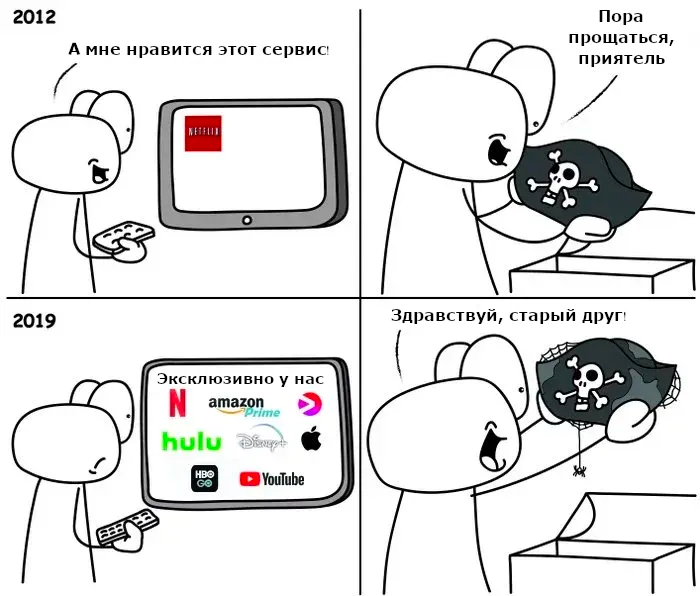 2012
А мне нравится этот сервис!
NETFLIX
Пора
прощаться,
приятель
2019
Эксклюзивно у нас
N
amazon
Prime
hulu
Disney+
HBO
GO
YouTube
Здравствуй, старый друг!